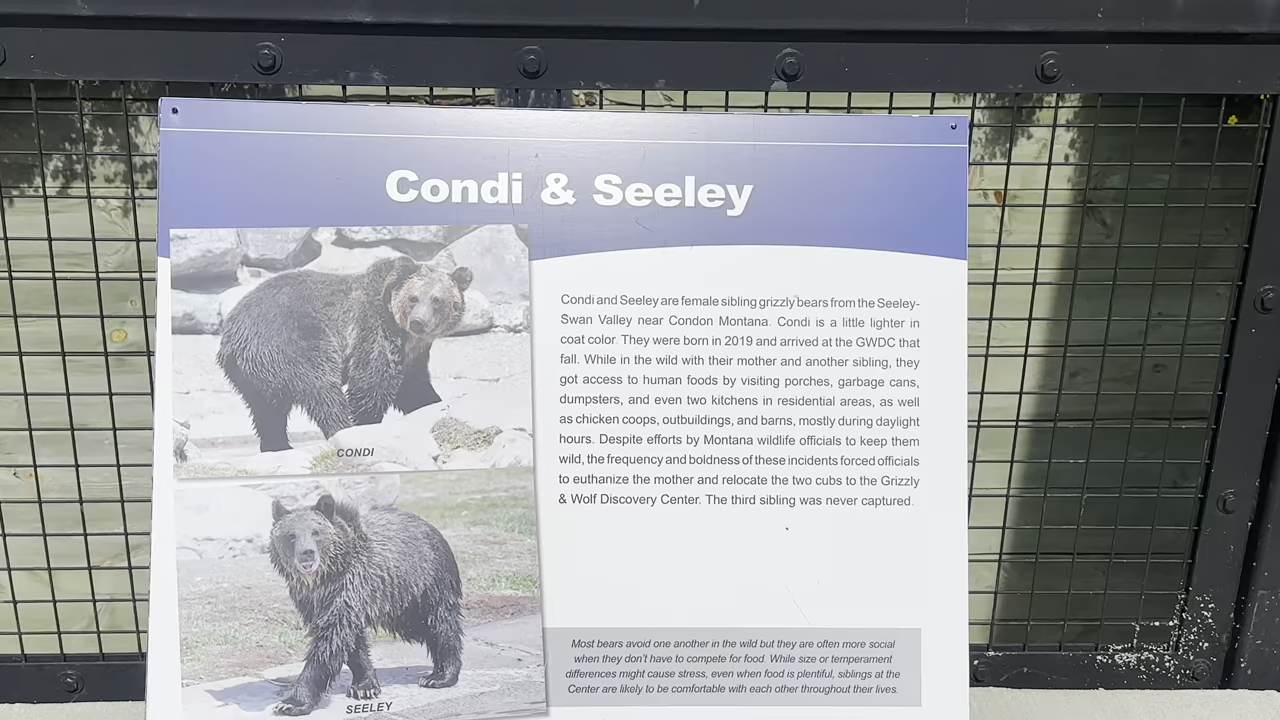 Condi & Seeley
CONDI
SEELEY
Condi and Seeley are female sibling grizzly bears from the Seeley-
Swan Valley near Condon Montana. Condi is a little lighter in
coat color. They were born in 2019 and arrived at the GWDC that
fall. While in the wild with their mother and another sibling, they
got access to human foods by visiting porches, garbage cans,
dumpsters, and even two kitchens in residential areas, as well
as chicken coops, outbuildings, and barns, mostly during daylight
hours. Despite efforts by Montana wildlife officials to keep them
wild, the frequency and boldness of these incidents forced officials
to euthanize the mother and relocate the two cubs to the Grizzly
& Wolf Discovery Center. The third sibling was never captured.
Most bears avoid one another in the wild but they are often more social
when they don't have to compete for food. While size or temperament
differences might cause stress, even when food is plentiful, siblings at the
Center are likely to be comfortable with each other throughout their lives.